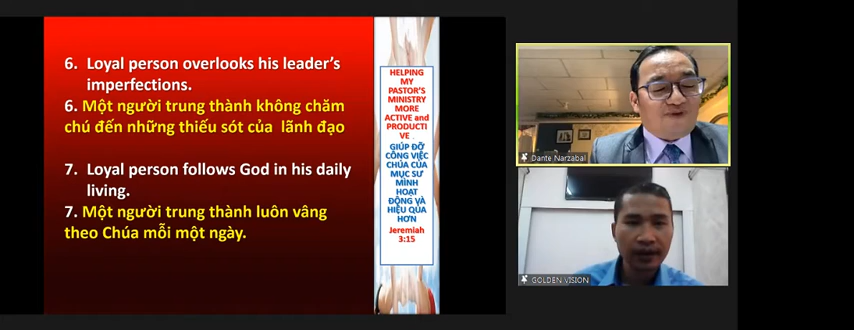 6. Loyal person overlooks his leader's
imperfections.
6. Một người trung thành không chăm
chú đến những thiếu sót của lãnh đạo
7. Loyal person follows God in his daily
living.
7. Một người trung thành luôn vâng
theo Chúa mỗi một ngày.
HELPING
MY
PASTOR'S
MINISTRY
MORE
ACTIVE and
PRODUCTI
VE .
GIÚP ĐỠ
CÔNG VIỆC
CHÚA CỦA
MỤC SƯ
MÌNH
HOẠT
ĐỘNG VÀ
HIỆU QUẢ
HƠN
Jeremiah
3:15
Dante Narzabal
GOLDEN VISION